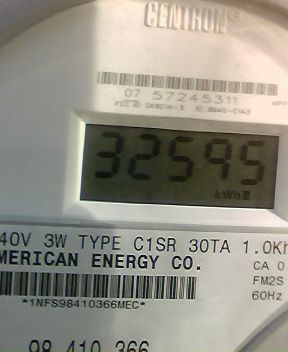 CENTRON®
07 57245311
32595
kWh
40V 3W TYPE C1SR 30TA 1.0Kh
MERICAN ENERGY CO.
CA 0
FM2S
60Hz
*1NFS98410366MEC*
98 410 366